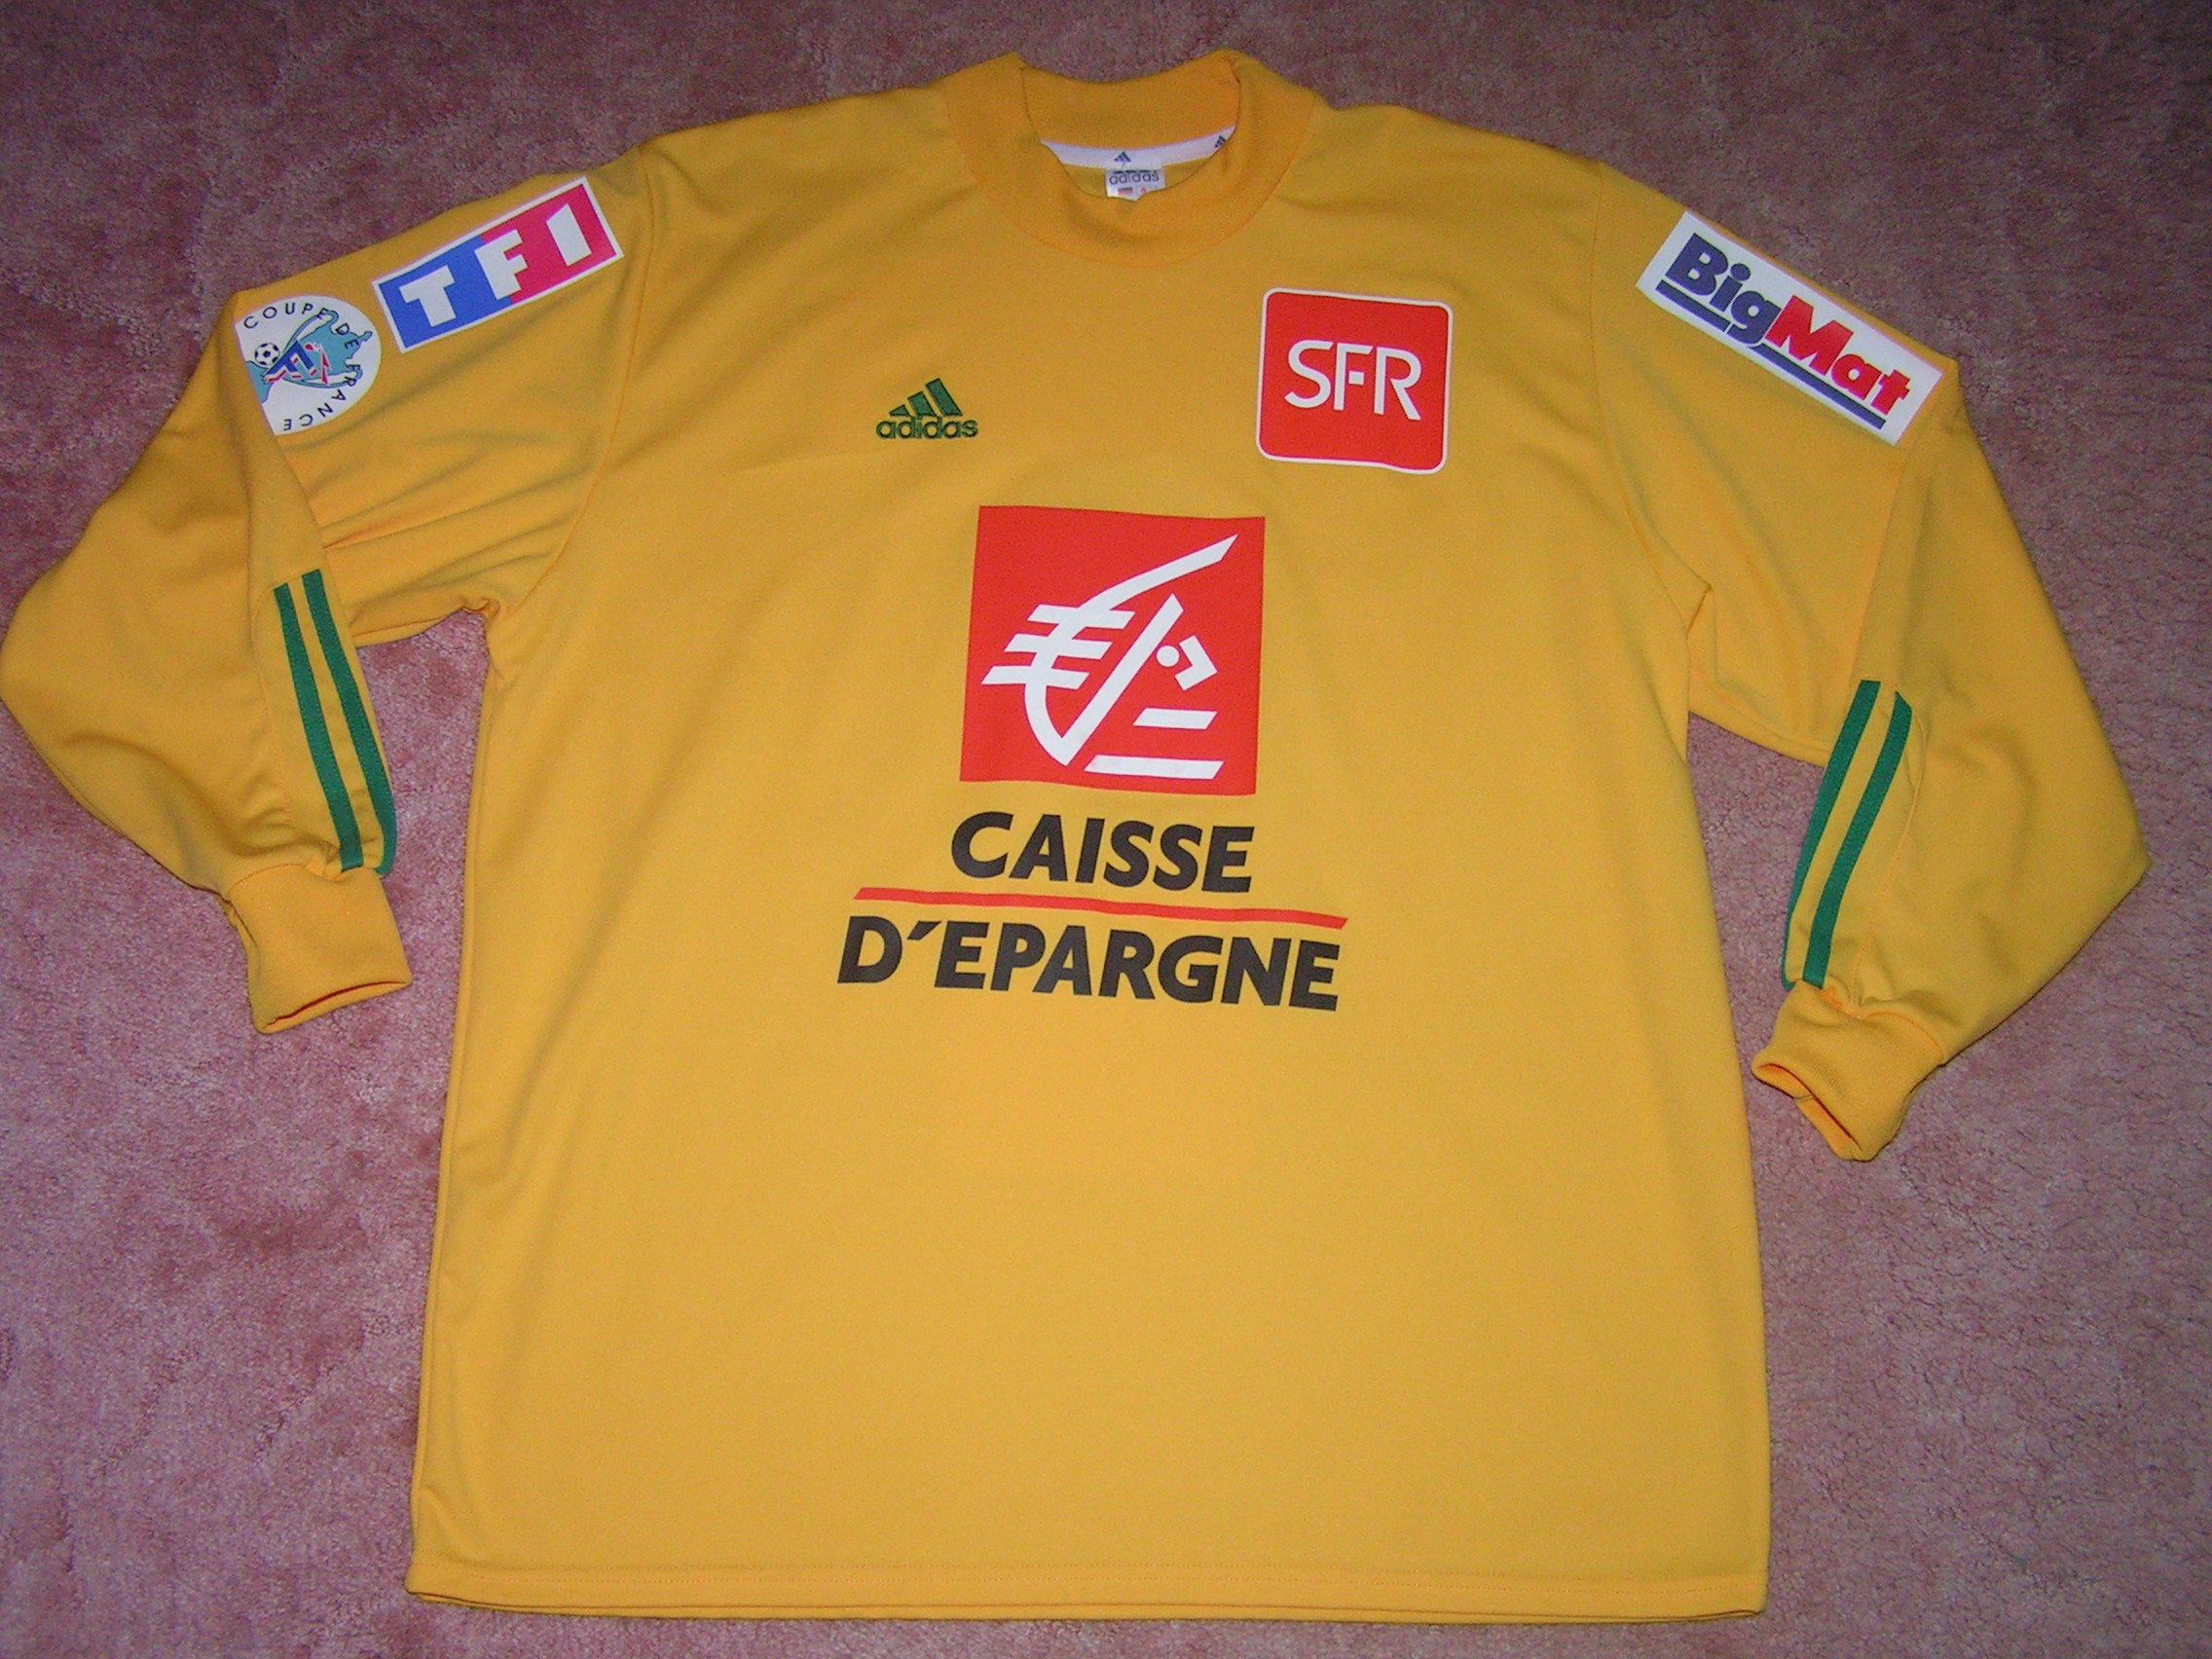 adidas
TF1
COUPE DE FRANCE
BigMat
SFR
adidas
CAISSE
D'EPARGNE